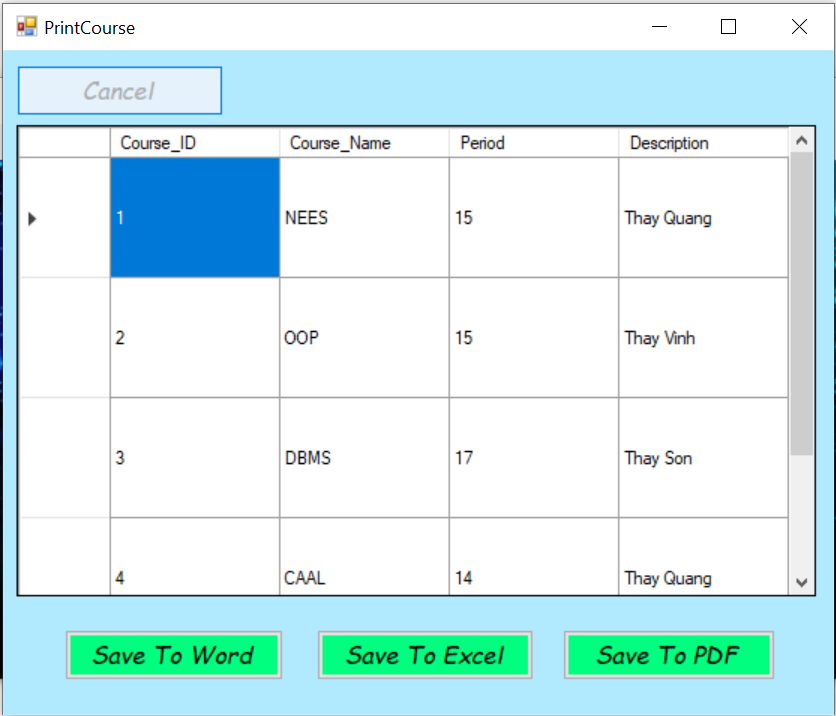 PrintCourse
Cancel
Course_ID Course_Name Period Description
1 NEES 15 Thay Quang
2 OOP 15 Thay Vinh
3 DBMS 17 Thay Son
4 CAAL 14 Thay Quang
Save To Word Save To Excel Save To PDF